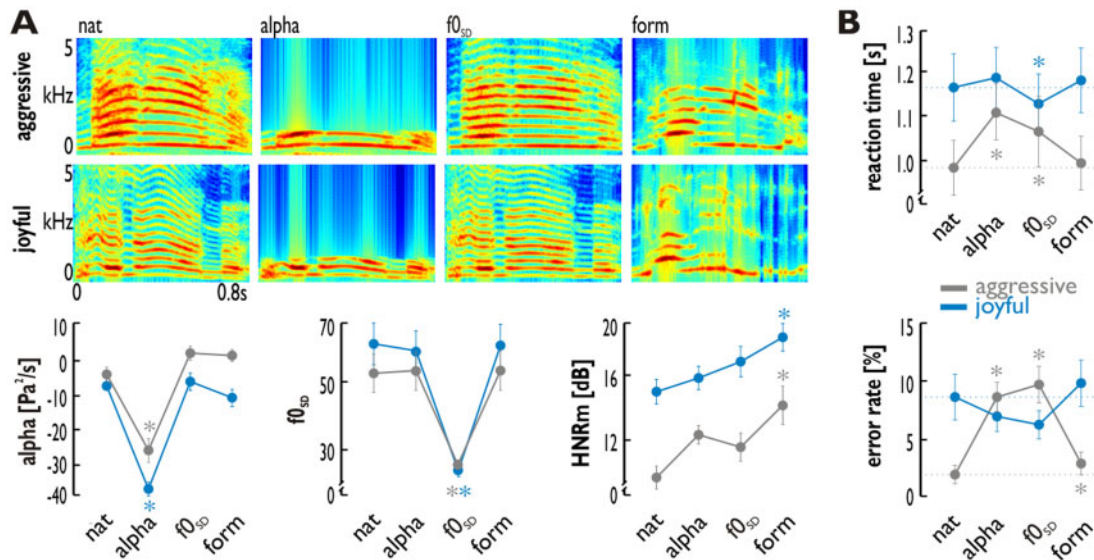 A
nat alpha f0SD form
aggressive
5
kHz
0
joyful
5
kHz
0
0 0.8s
alpha [Pa²/s]
10
0
-10
-20
-30
-40
nat alpha f0SD form
f0SD
70
50
30
0
**
nat alpha f0SD form
HNRm [dB]
20
16
12
0
nat alpha f0SD form
B
reaction time [s]
1.3
1.2
1.1
1.0
0
nat alpha f0SD form
aggressive
joyful
error rate [%]
15
10
5
0
nat alpha f0SD form